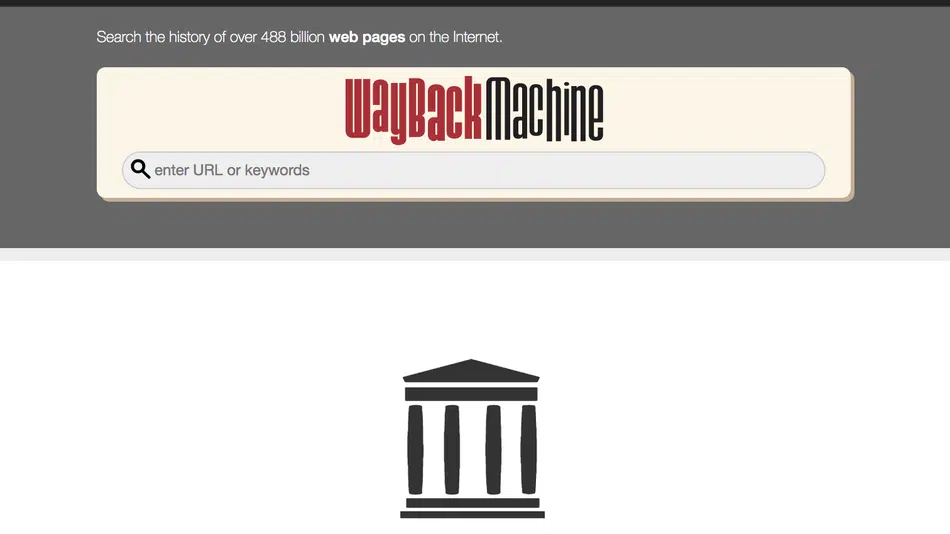 Search the history of over 488 billion web pages on the Internet.
WayBackMachine
enter URL or keywords